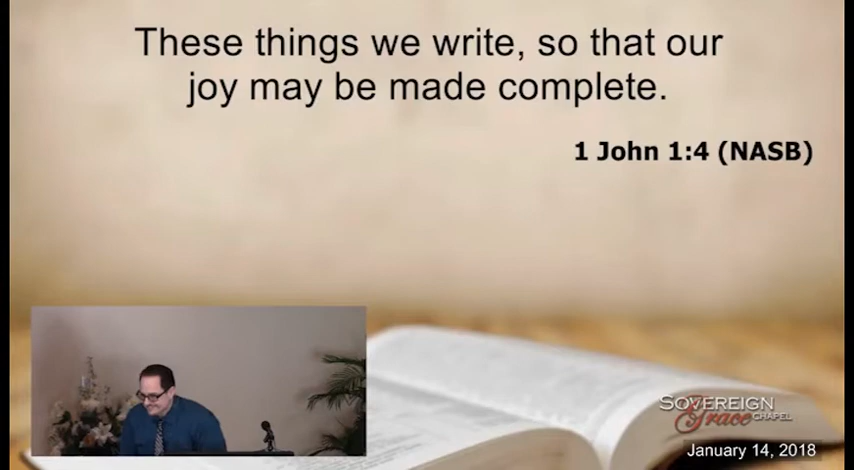 These things we write, so that our
joy may be made complete.
1 John 1:4 (NASB)
SOVEREIGN
Grace CHAPEL
January 14, 2018